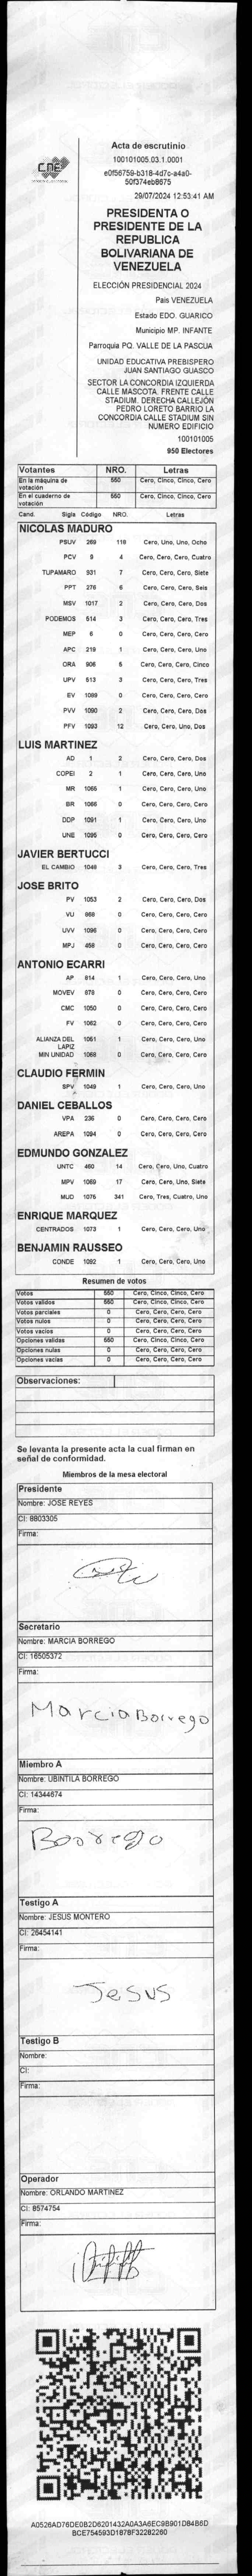 CNE
Acta de escrutinio
100101005.03.1.0001
e0f56759-b318-4d7c-a4a0-
50f374eb8675
29/07/2024 12:53:41 AM
PRESIDENTA O
PRESIDENTE DE LA
REPUBLICA
BOLIVARIANA DE
VENEZUELA
ELECCIÓN PRESIDENCIAL 2024
País VENEZUELA
Estado EDO. GUARICO
Municipio MP. INFANTE
Parroquia PQ. VALLE DE LA PASCUA
UNIDAD EDUCATIVA PREBISPERO
JUAN SANTIAGO GUASCO
SECTOR LA CONCORDIA IZQUIERDA
CALLE MASCOTA. FRENTE CALLE
STADIUM. DERECHA CALLEJÓN
PEDRO LORETO BARRIO LA
CONCORDIA CALLE STADIUM SIN
NUMERO EDIFICIO
100101005
950 Electores
Votantes NRO. Letras
En la máquina de votación 550 Cero, Cinco, Cinco, Cero
En el cuaderno de votación 550 Cero, Cinco, Cinco, Cero
Cand. Sigla Código NRO. Letras
NICOLAS MADURO
PSUV 269 118 Cero, Uno, Uno, Ocho
PCV 9 4 Cero, Cero, Cero, Cuatro
TUPAMARO 931 7 Cero, Cero, Cero, Siete
PPT 276 6 Cero, Cero, Cero, Seis
MSV 1017 2 Cero, Cero, Cero, Dos
PODEMOS 514 3 Cero, Cero, Cero, Tres
MEP 6 0 Cero, Cero, Cero, Cero
APC 219 1 Cero, Cero, Cero, Uno
ORA 906 5 Cero, Cero, Cero, Cinco
UPV 513 3 Cero, Cero, Cero, Tres
EV 1089 0 Cero, Cero, Cero, Cero
PVV 1090 2 Cero, Cero, Cero, Dos
PFV 1093 12 Cero, Cero, Uno, Dos
LUIS MARTINEZ
AD 1 2 Cero, Cero, Cero, Dos
COPEI 2 1 Cero, Cero, Cero, Uno
MR 1065 1 Cero, Cero, Cero, Uno
BR 1066 0 Cero, Cero, Cero, Cero
DDP 1091 1 Cero, Cero, Cero, Uno
UNE 1095 0 Cero, Cero, Cero, Cero
JAVIER BERTUCCI
EL CAMBIO 1046 3 Cero, Cero, Cero, Tres
JOSE BRITO
PV 1053 2 Cero, Cero, Cero, Dos
VU 868 0 Cero, Cero, Cero, Cero
UVV 1096 0 Cero, Cero, Cero, Cero
MPJ 458 0 Cero, Cero, Cero, Cero
ANTONIO ECARRI
AP 814 1 Cero, Cero, Cero, Uno
MOVEV 878 0 Cero, Cero, Cero, Cero
CMC 1050 0 Cero, Cero, Cero, Cero
FV 1062 0 Cero, Cero, Cero, Cero
ALIANZA DEL LAPIZ 1061 1 Cero, Cero, Cero, Uno
MIN UNIDAD 1068 0 Cero, Cero, Cero, Cero
CLAUDIO FERMIN
SPV 1049 1 Cero, Cero, Cero, Uno
DANIEL CEBALLOS
VPA 236 0 Cero, Cero, Cero, Cero
AREPA 1094 0 Cero, Cero, Cero, Cero
EDMUNDO GONZALEZ
UNTC 460 14 Cero, Cero, Uno, Cuatro
MPV 1069 17 Cero, Cero, Uno, Siete
MUD 1076 341 Cero, Tres, Cuatro, Uno
ENRIQUE MARQUEZ
CENTRADOS 1073 1 Cero, Cero, Cero, Uno
BENJAMIN RAUSSEO
CONDE 1092 1 Cero, Cero, Cero, Uno
Resumen de votos
Votos 550 Cero, Cinco, Cinco, Cero
Votos validos 550 Cero, Cinco, Cinco, Cero
Votos parciales 0 Cero, Cero, Cero, Cero
Votos nulos 0 Cero, Cero, Cero, Cero
Votos vacios 0 Cero, Cero, Cero, Cero
Opciones validas 550 Cero, Cinco, Cinco, Cero
Opciones nulas 0 Cero, Cero, Cero, Cero
Opciones vacias 0 Cero, Cero, Cero, Cero
Observaciones:
Se levanta la presente acta la cual firman en
señal de conformidad.
Miembros de la mesa electoral
Presidente
Nombre: JOSE REYES
CI: 8803305
Firma:
Secretario
Nombre: MARCIA BORREGO
CI: 16505372
Firma:
Marcia Borrego
Miembro A
Nombre: UBINTILA BORREGO
CI: 14344674
Firma:
Borrego
Testigo A
Nombre: JESUS MONTERO
CI: 26454141
Firma:
Jesus
Testigo B
Nombre:
CI:
Firma:
Operador
Nombre: ORLANDO MARTINEZ
CI: 8574754
Firma:
A0526AD76DE0B2D6201432A0A3A6EC9B901D84B6D
BCE754593D1878F32282260